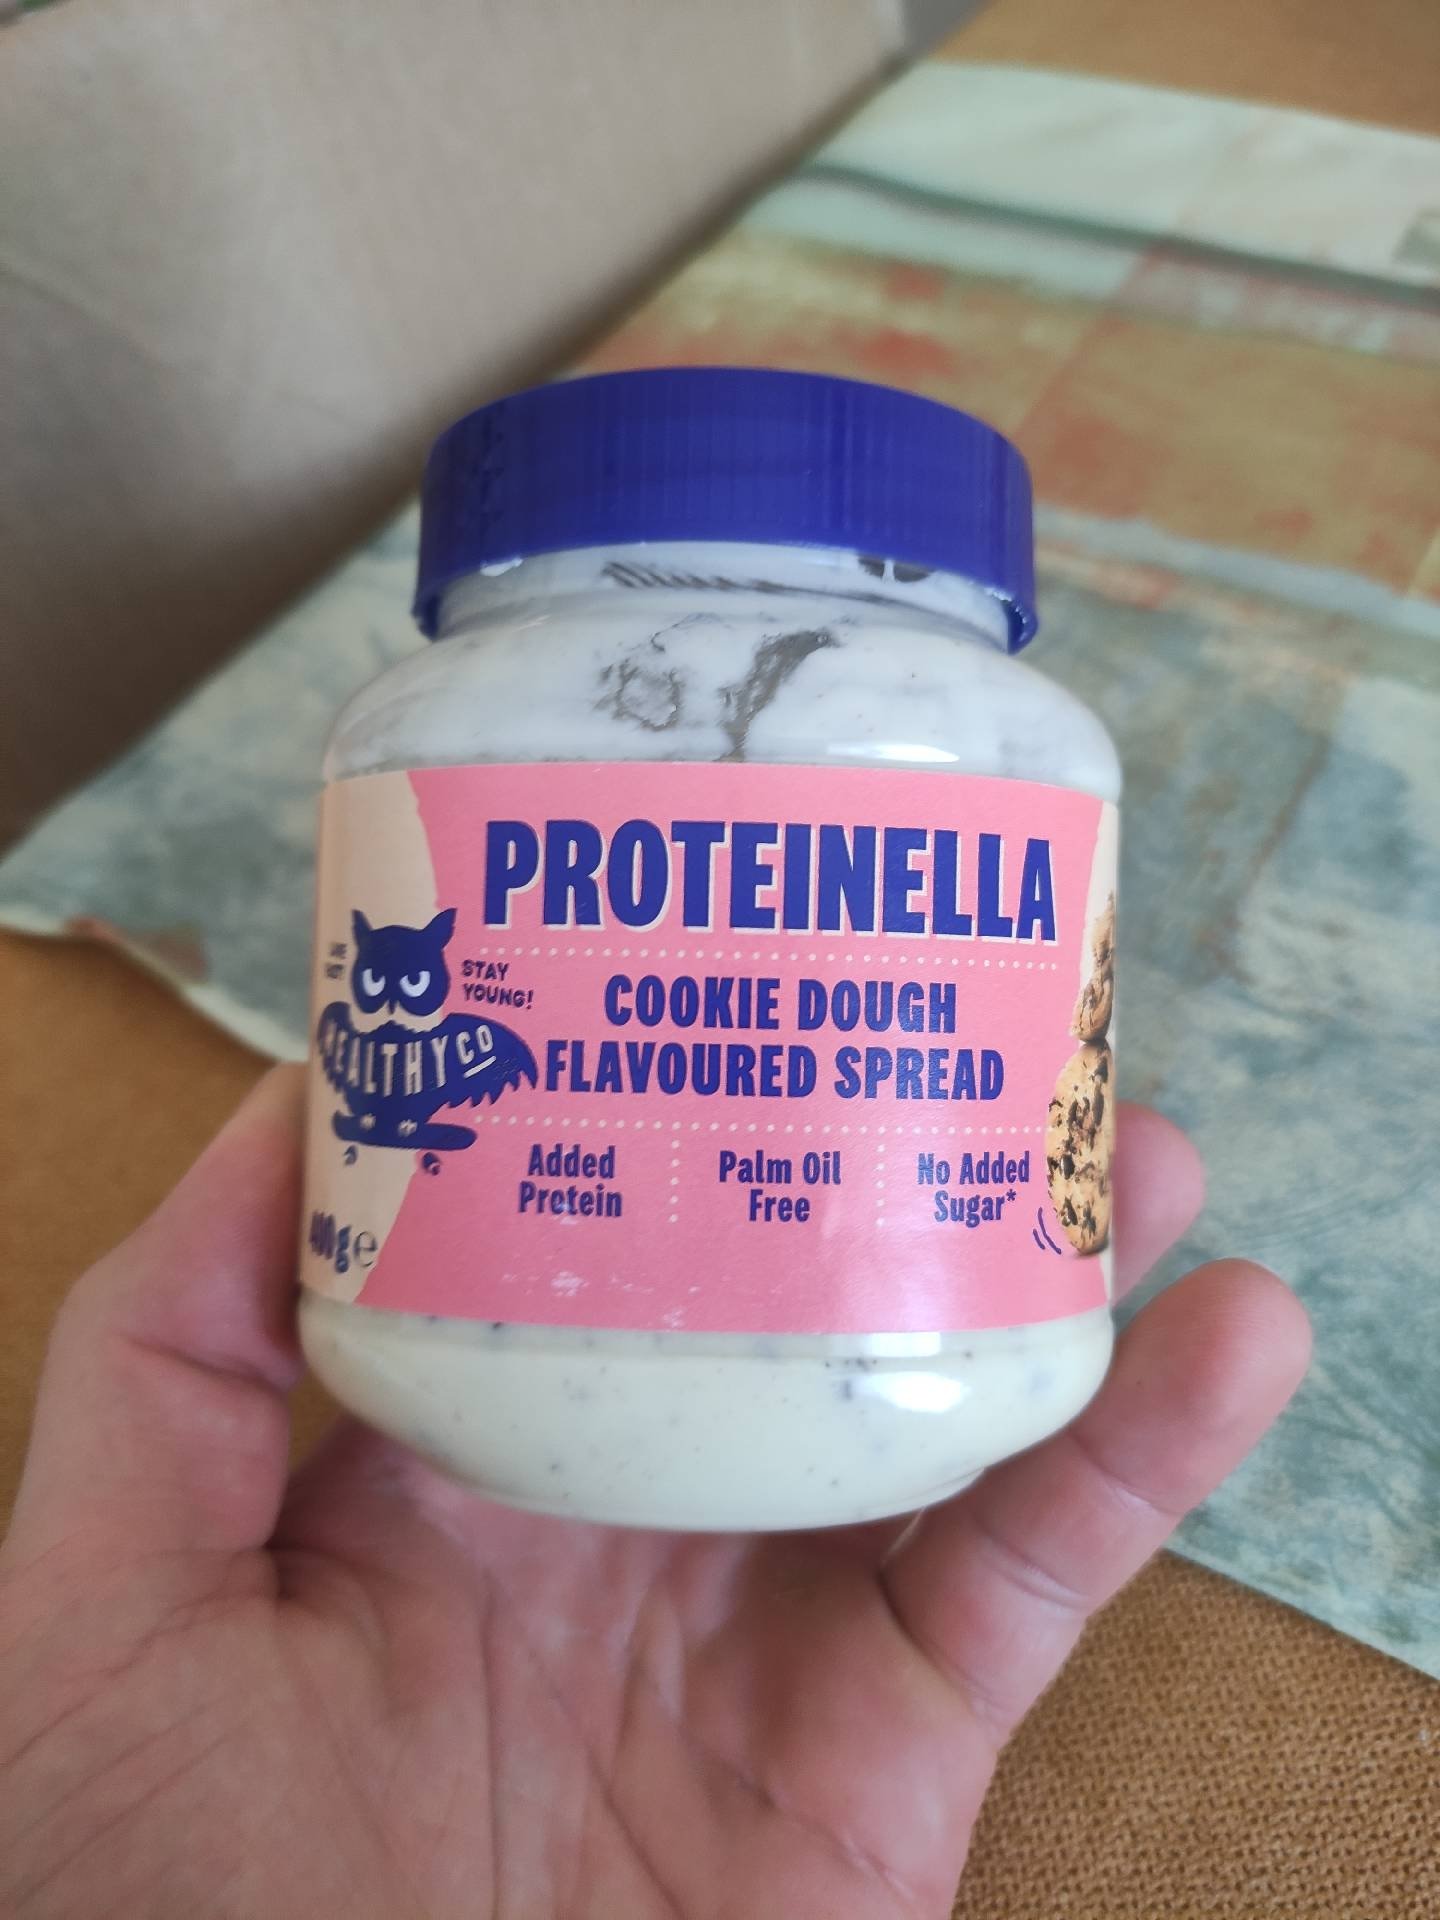 PROTEINELLA
STAY
YOUNG!
HEALTHYCO
COOKIE DOUGH
FLAVOURED SPREAD
Added
Protein
Palm Oil
Free
No Added
Sugar*
400g e